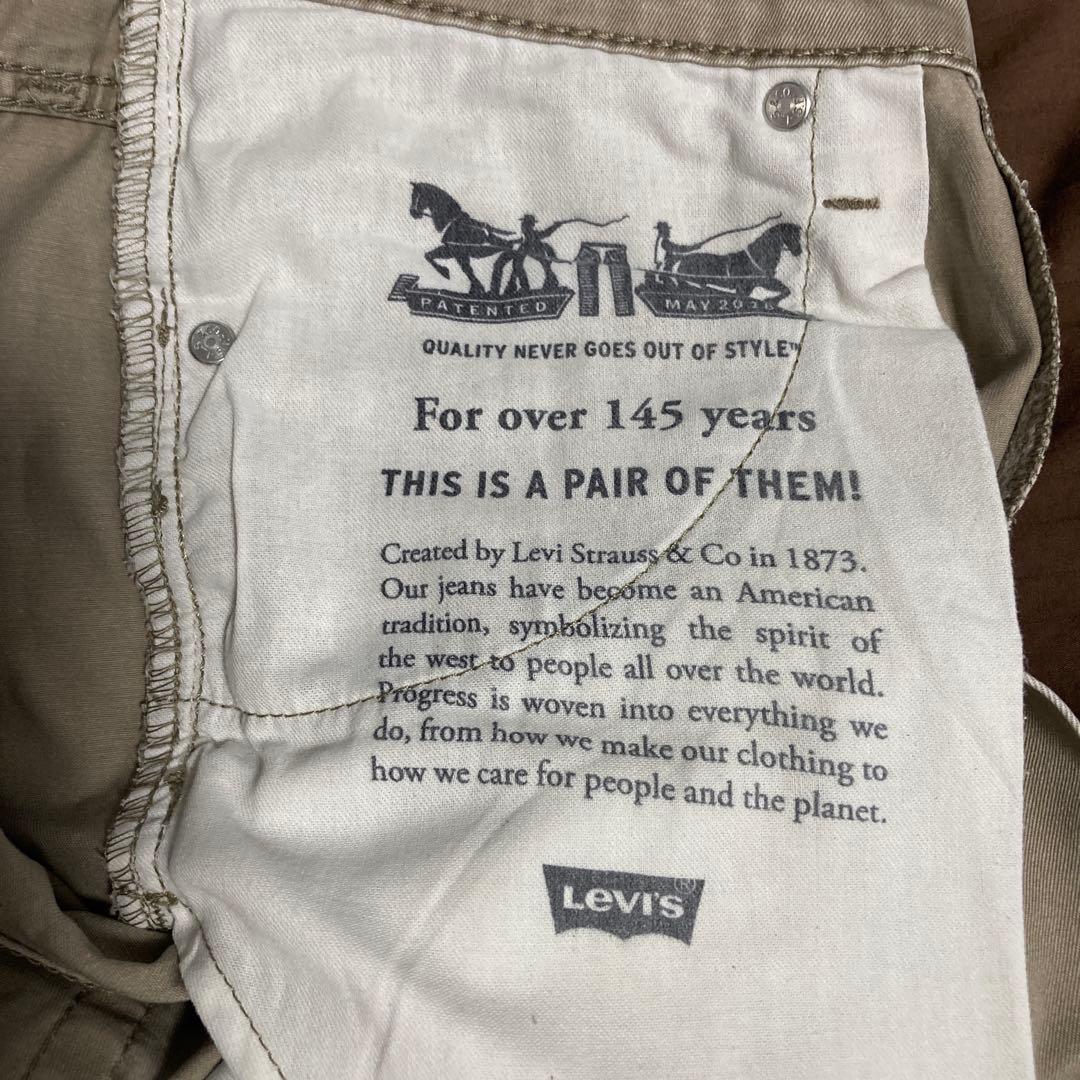 PATENTED
MAY 20
QUALITY NEVER GOES OUT OF STYLE™
For over 145 years
THIS IS A PAIR OF THEM!
Created by Levi Strauss & Co in 1873.
Our jeans have become an American
tradition, symbolizing the spirit of
the west to people all over the world.
Progress is woven into everything we
do, from how we make our clothing to
how we care for people and the planet.
Levi's®